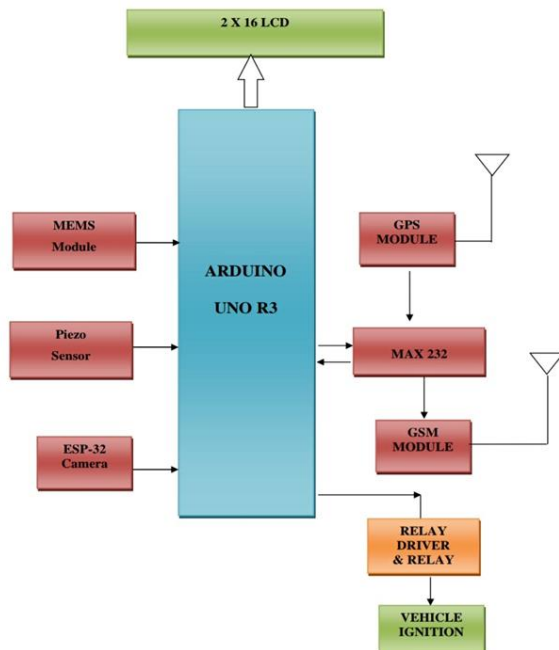 2 X 16 LCD
MEMS
Module
Piezo
Sensor
ESP-32
Camera
ARDUINO
UNO R3
GPS
MODULE
MAX 232
GSM
MODULE
RELAY
DRIVER
& RELAY
VEHICLE
IGNITION